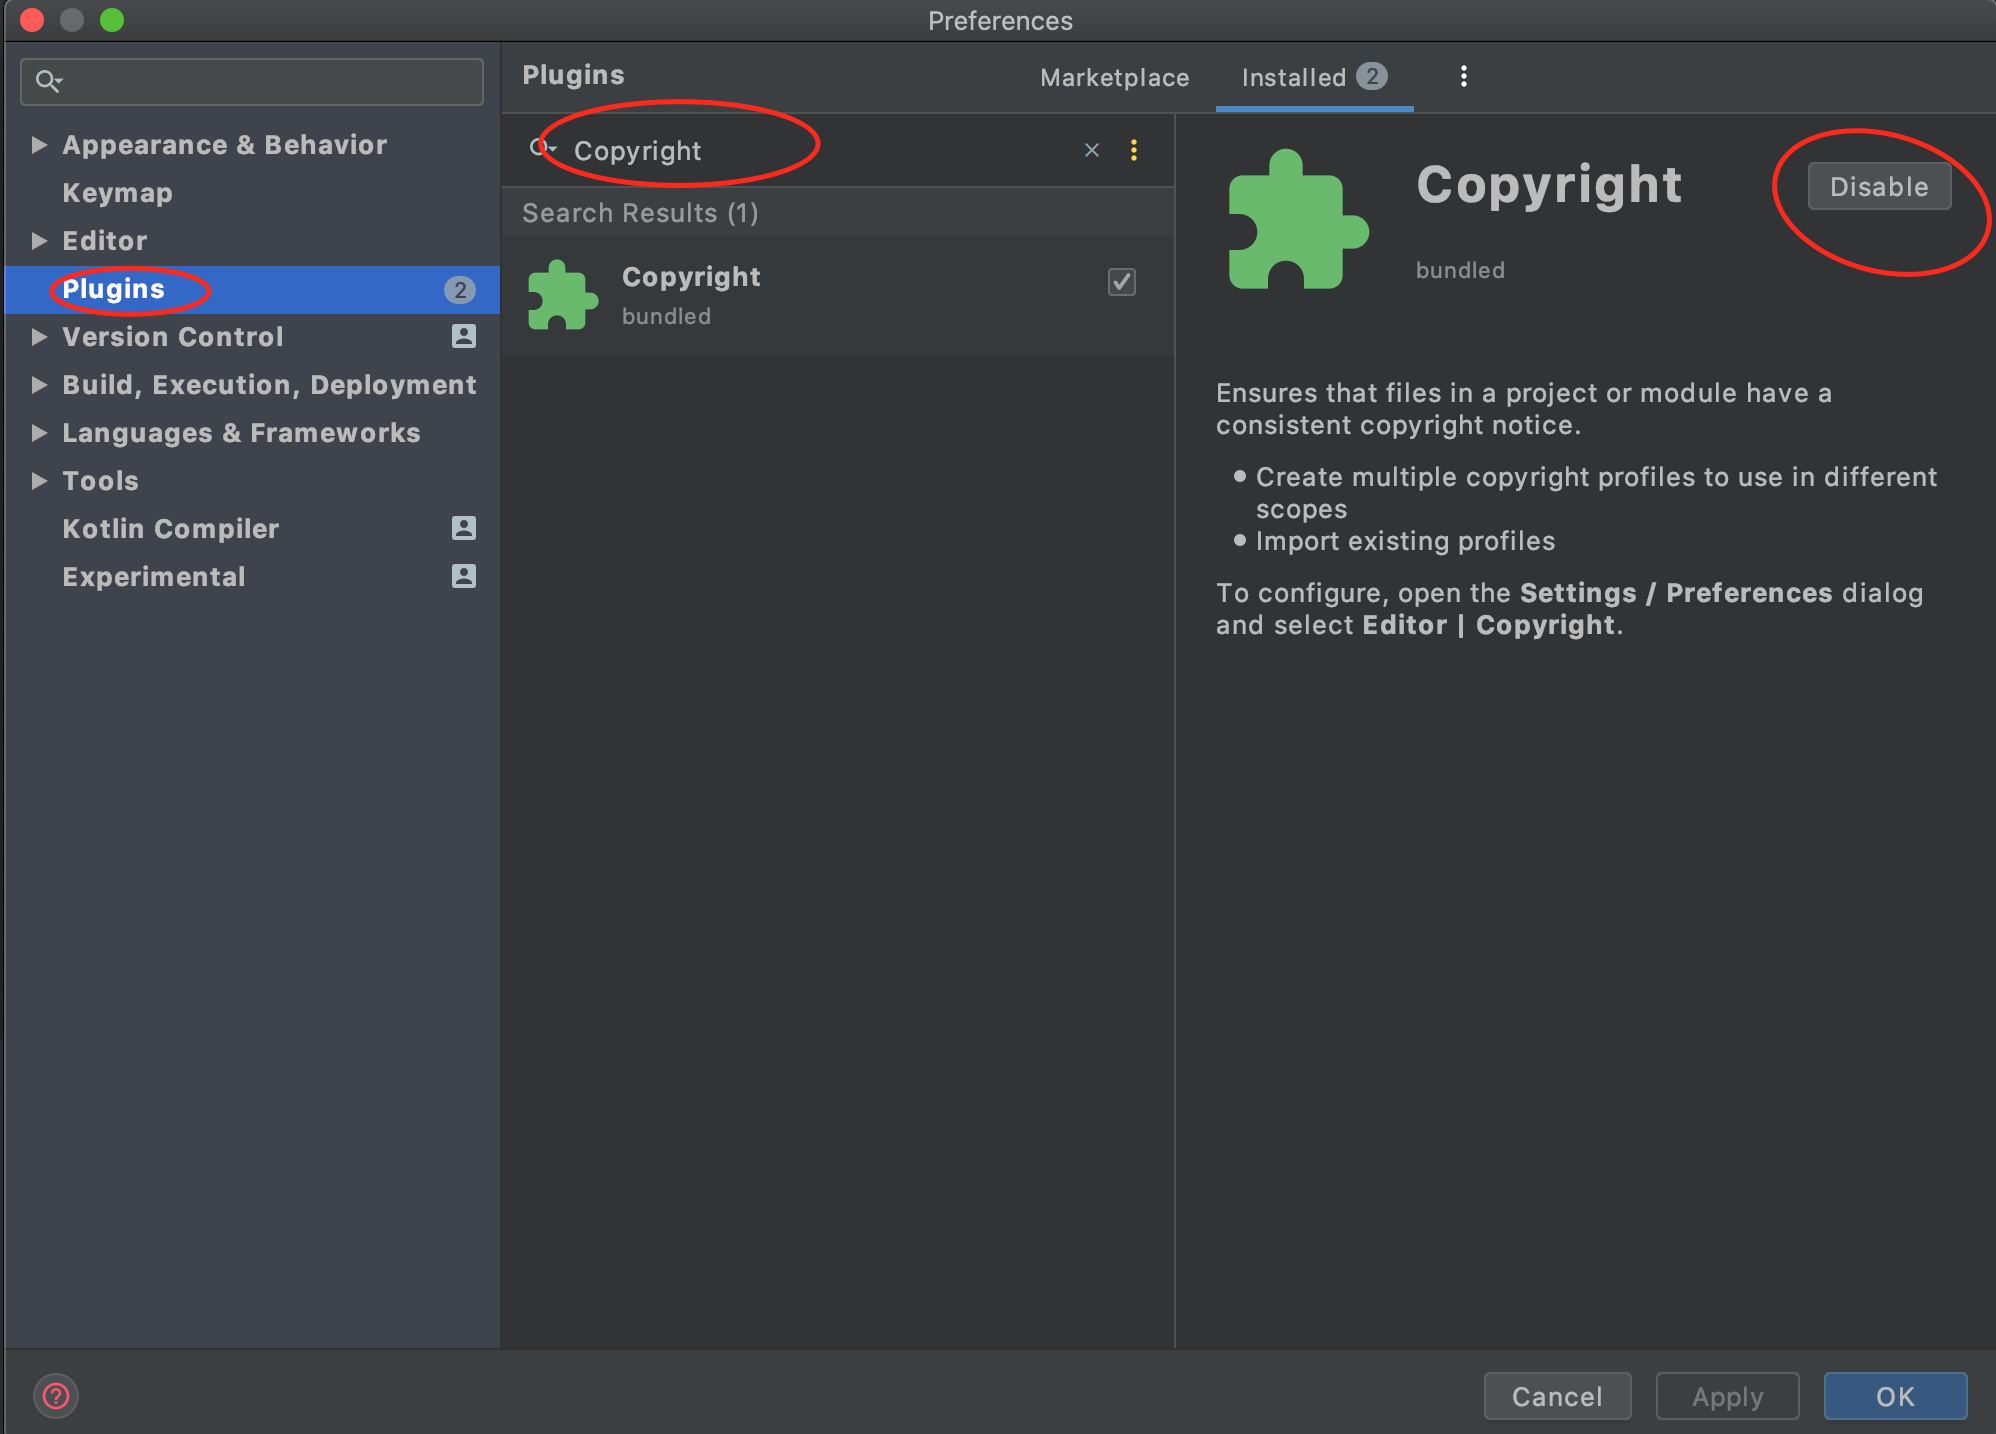 Preferences
Appearance & Behavior
Keymap
Editor
Plugins
2
Version Control
Build, Execution, Deployment
Languages & Frameworks
Tools
Kotlin Compiler
Experimental
Plugins
Marketplace
Installed 2
Copyright
Search Results (1)
Copyright
bundled
Copyright
Disable
bundled
Ensures that files in a project or module have a
consistent copyright notice.
• Create multiple copyright profiles to use in different
scopes
• Import existing profiles
To configure, open the Settings / Preferences dialog
and select Editor | Copyright.
?
Cancel
Apply
OK